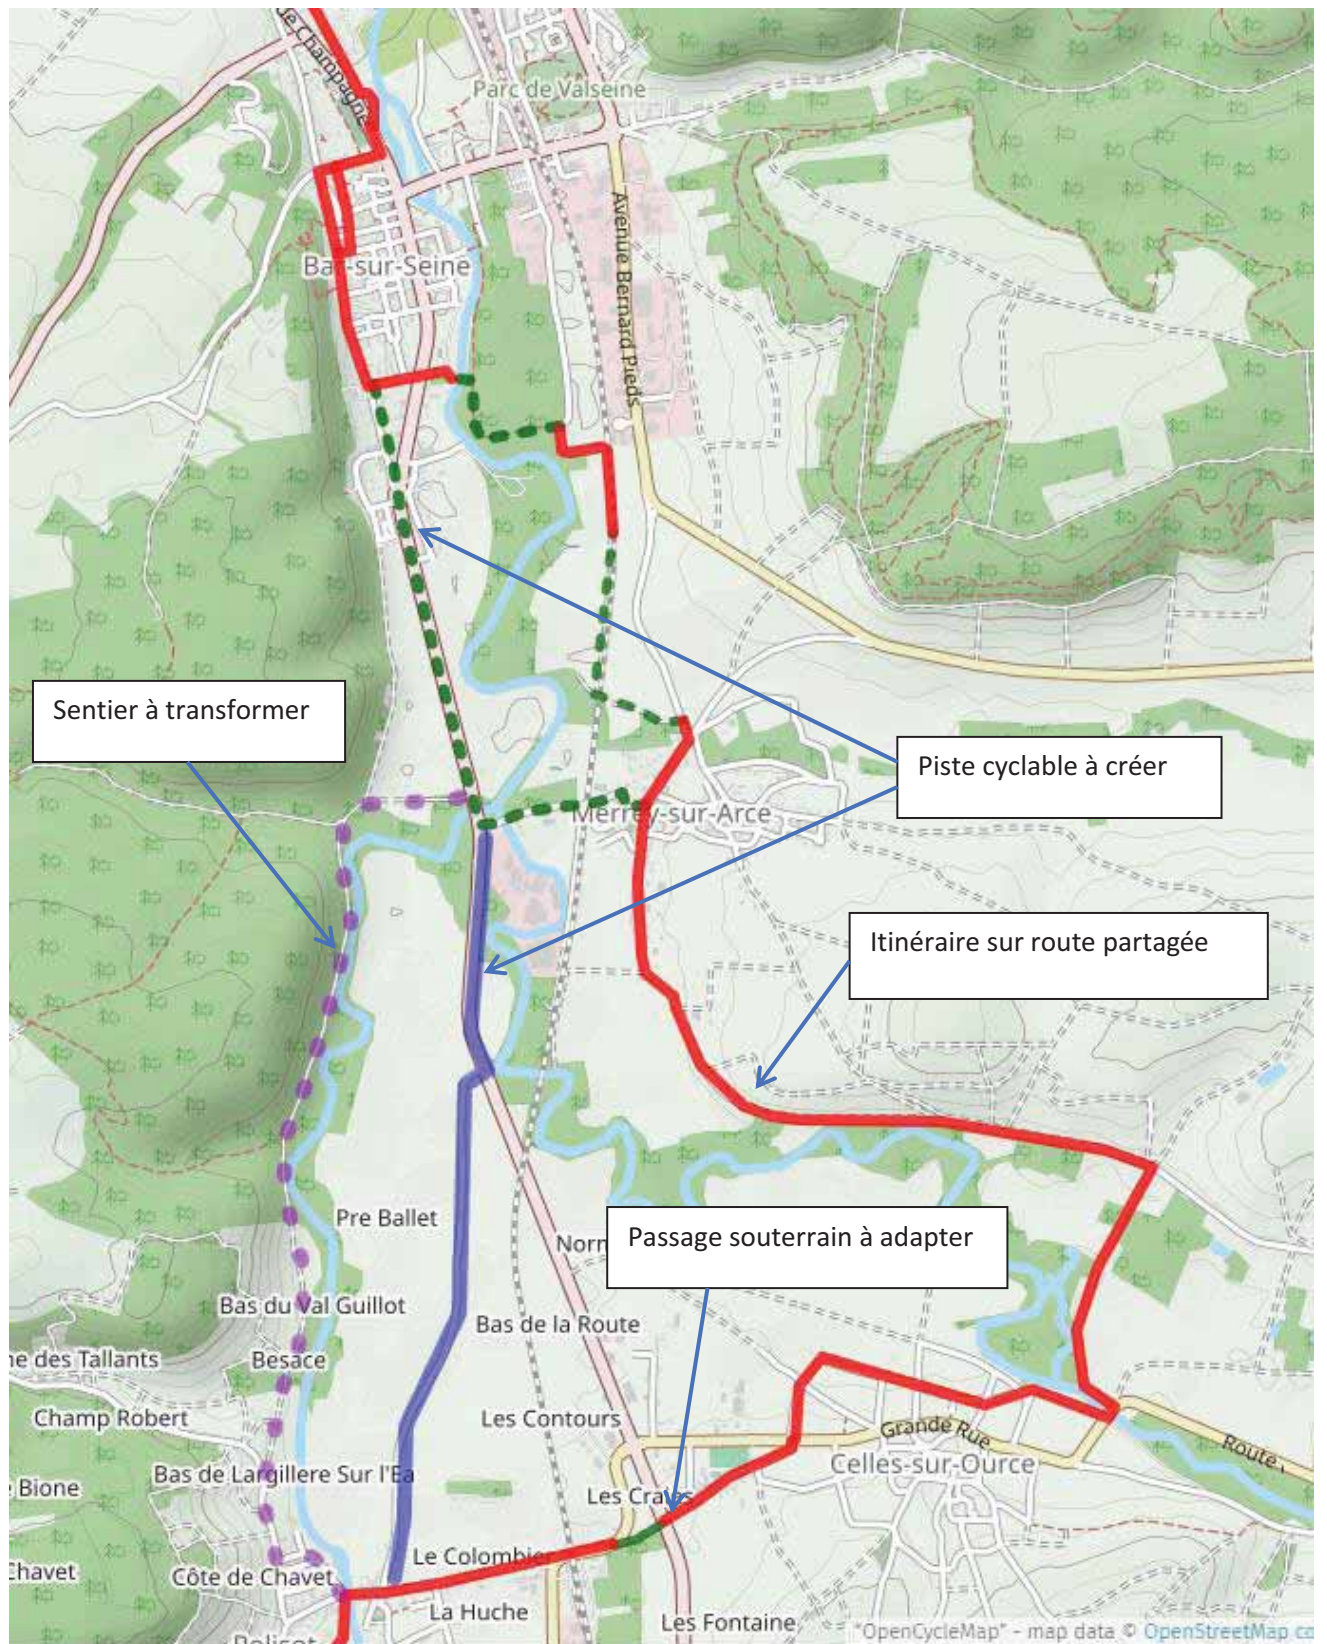 de Champagne
Parc de Valseine
Avenue Bernard Pieds
Bar-sur-Seine
Sentier à transformer
Piste cyclable à créer
Merrey-sur-Arce
Itinéraire sur route partagée
Pre Ballet
Passage souterrain à adapter
Norm
Bas du Val Guillot
Bas de la Route
ne des Tallants
Besace
Champ Robert
Les Contours
Grande Rue
Route
Celles-sur-Ource
Bas de Largillere Sur l'Ea
Bione
Les Crayes
Le Colombier
Chavet
Côte de Chavet
La Huche
Les Fontaine
Polisot
"OpenCycleMap" - map data © OpenStreetMap co